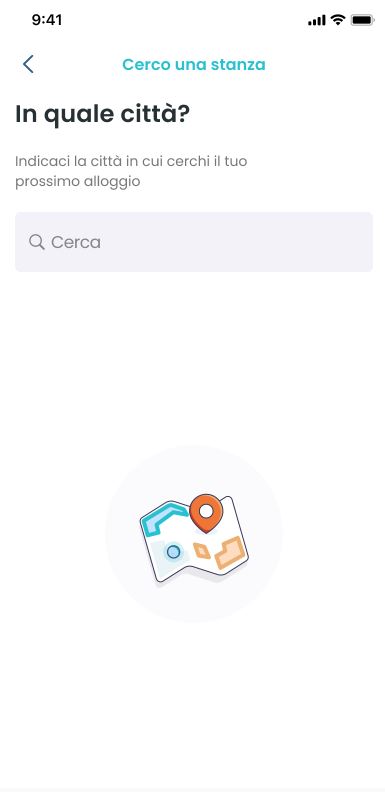 9:41
Cerco una stanza
In quale città?
Indicaci la città in cui cerchi il tuo
prossimo alloggio
Cerca